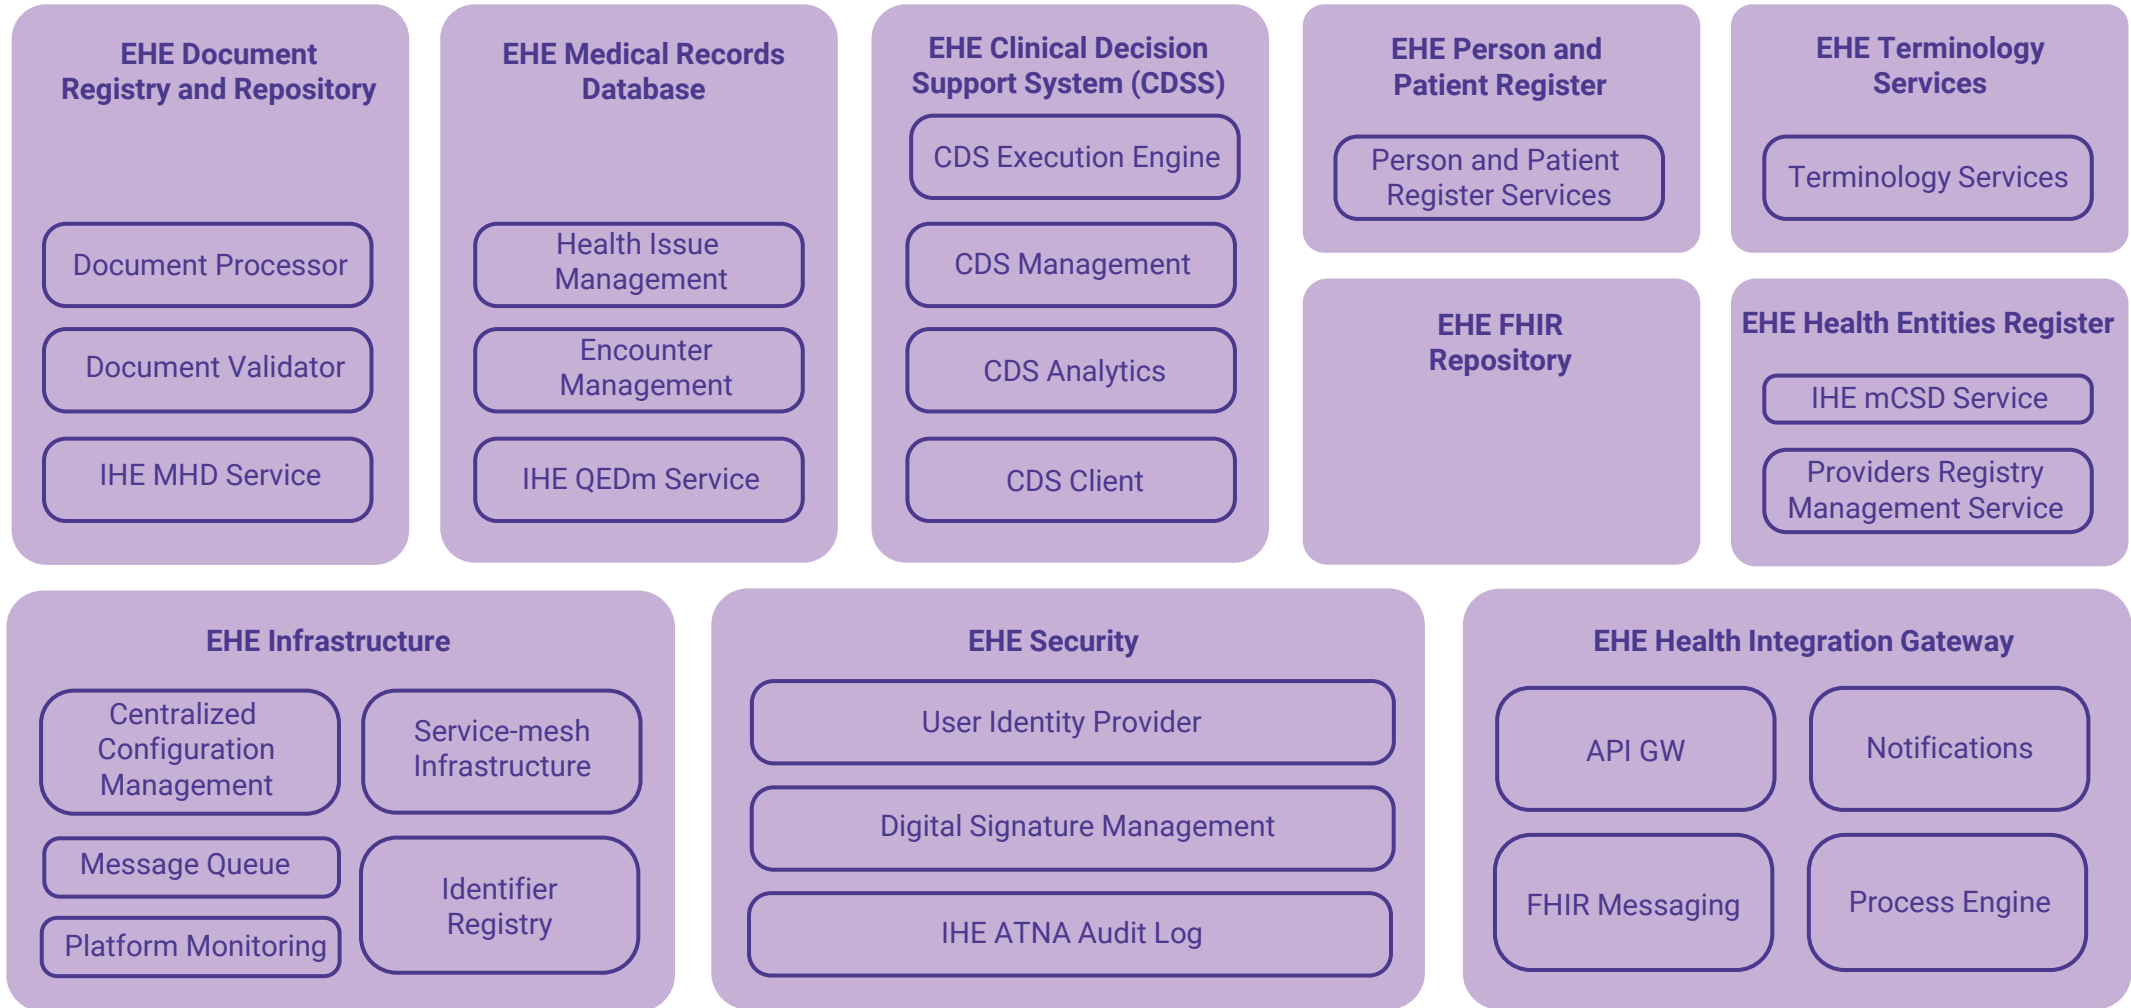 EHE Document
Registry and Repository
Document Processor
Document Validator
IHE MHD Service
EHE Medical Records
Database
Health Issue
Management
Encounter
Management
IHE QEDm Service
EHE Clinical Decision
Support System (CDSS)
CDS Execution Engine
CDS Management
CDS Analytics
CDS Client
EHE Person and
Patient Register
Person and Patient
Register Services
EHE Terminology
Services
Terminology Services
EHE FHIR
Repository
EHE Health Entities Register
IHE mCSD Service
Providers Registry
Management Service
EHE Infrastructure
Centralized
Configuration
Management
Service-mesh
Infrastructure
Message Queue
Platform Monitoring
Identifier
Registry
EHE Security
User Identity Provider
Digital Signature Management
IHE ATNA Audit Log
EHE Health Integration Gateway
API GW
Notifications
FHIR Messaging
Process Engine